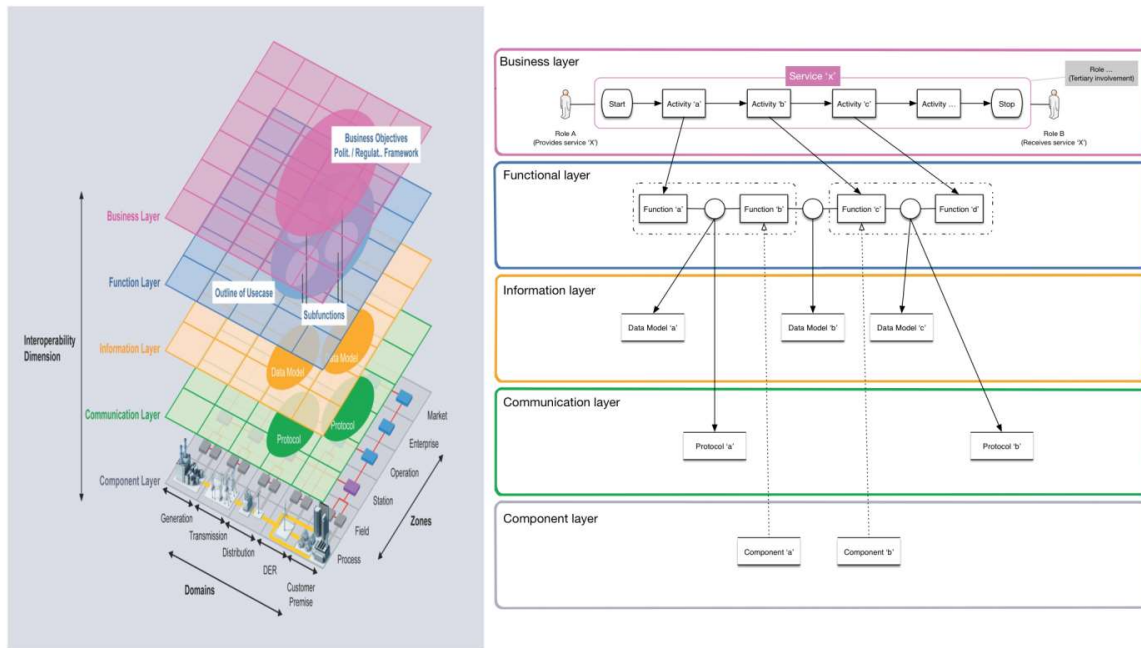 Business Objectives
Polit. / Regulat.. Framework
Business Layer
Function Layer
Outline of Usecase
Subfunctions
Interoperability
Dimension
Information Layer
Data Model
Data Model
Communication Layer
Protocol
Protocol
Component Layer
Market
Enterprise
Operation
Station
Field
Process
Zones
Generation
Transmission
Distribution
DER
Customer
Premise
Domains
Business layer
Service 'x'
Role ...
(Tertiary involvement)
Start
Activity 'a'
Activity 'b'
Activity 'c'
Activity ...
Stop
Role A
(Provides service 'X')
Role B
(Receives service 'X')
Functional layer
Function 'a'
Function 'b'
Function 'c'
Function 'd'
Information layer
Data Model 'a'
Data Model 'b'
Data Model 'c'
Communication layer
Protocol 'a'
Protocol 'b'
Component layer
Component 'a'
Component 'b'